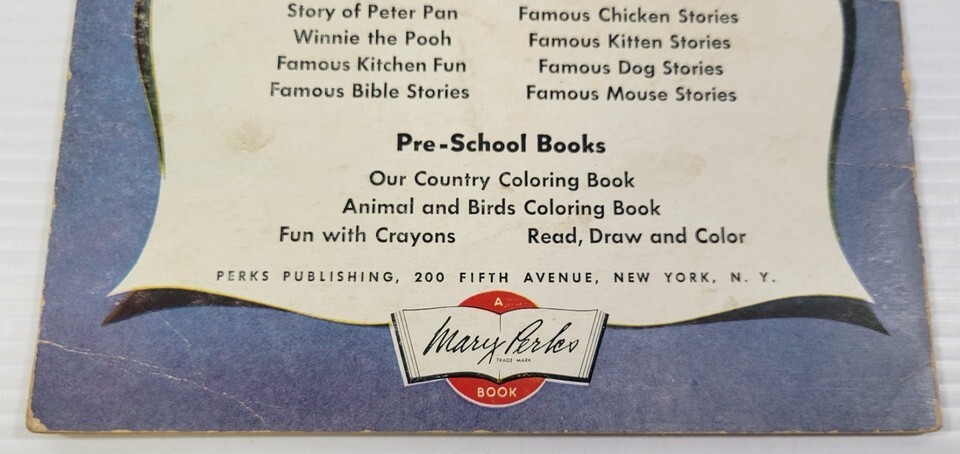 Story of Peter Pan Famous Chicken Stories
Winnie the Pooh Famous Kitten Stories
Famous Kitchen Fun Famous Dog Stories
Famous Bible Stories Famous Mouse Stories
Pre-School Books
Our Country Coloring Book
Animal and Birds Coloring Book
Fun with Crayons Read, Draw and Color
PERKS PUBLISHING, 200 FIFTH AVENUE, NEW YORK, N. Y.
A
Mary Perks
TRADE MARK
BOOK